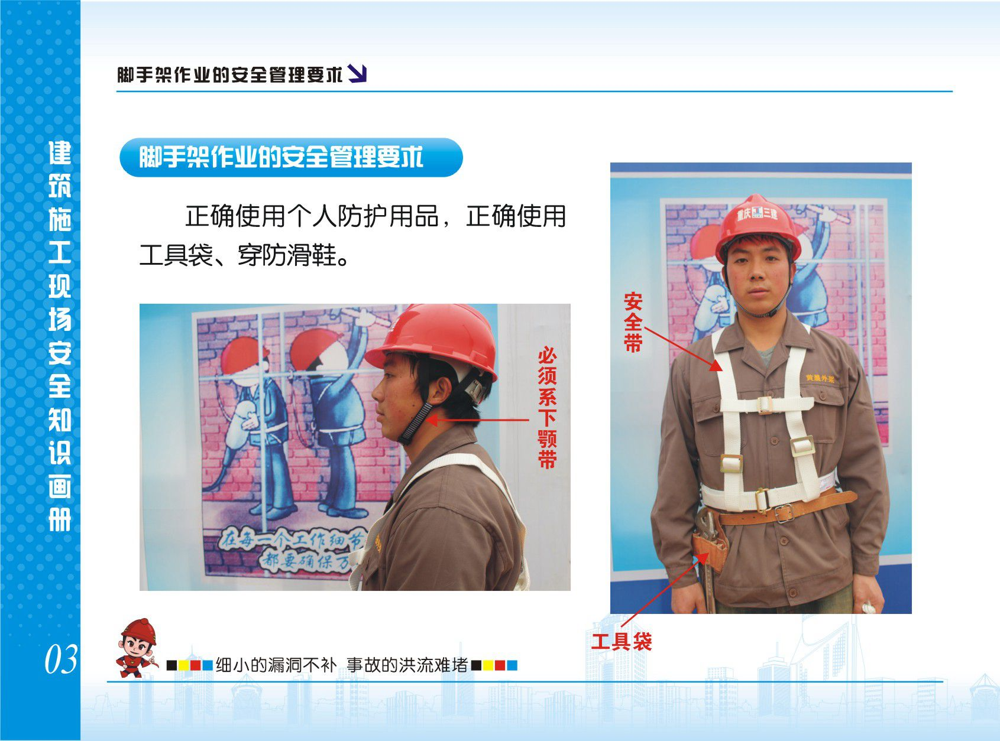 脚手架作业的安全管理要求
建筑施工现场安全知识画册
脚手架作业的安全管理要求
正确使用个人防护用品，正确使用
工具袋、穿防滑鞋。
必须系下颚带
在每一个工作细节
都要确保万
重庆三建
安全带
外架
工具袋
03
细小的漏洞不补 事故的洪流难堵